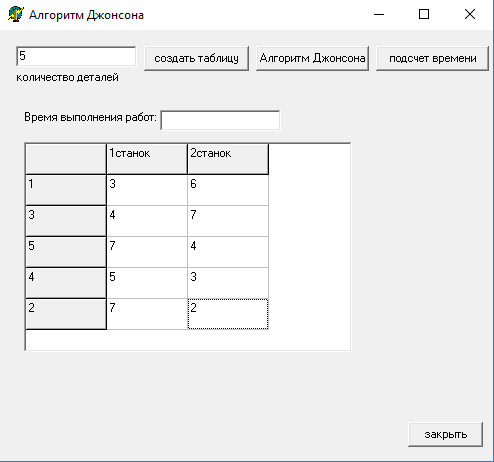 Алгоритм Джонсона
5 создать таблицу Алгоритм Джонсона подсчет времени
количество деталей
Время выполнения работ:
1станок 2станок
1 3 6
3 4 7
5 7 4
4 5 3
2 7 2
закрыть